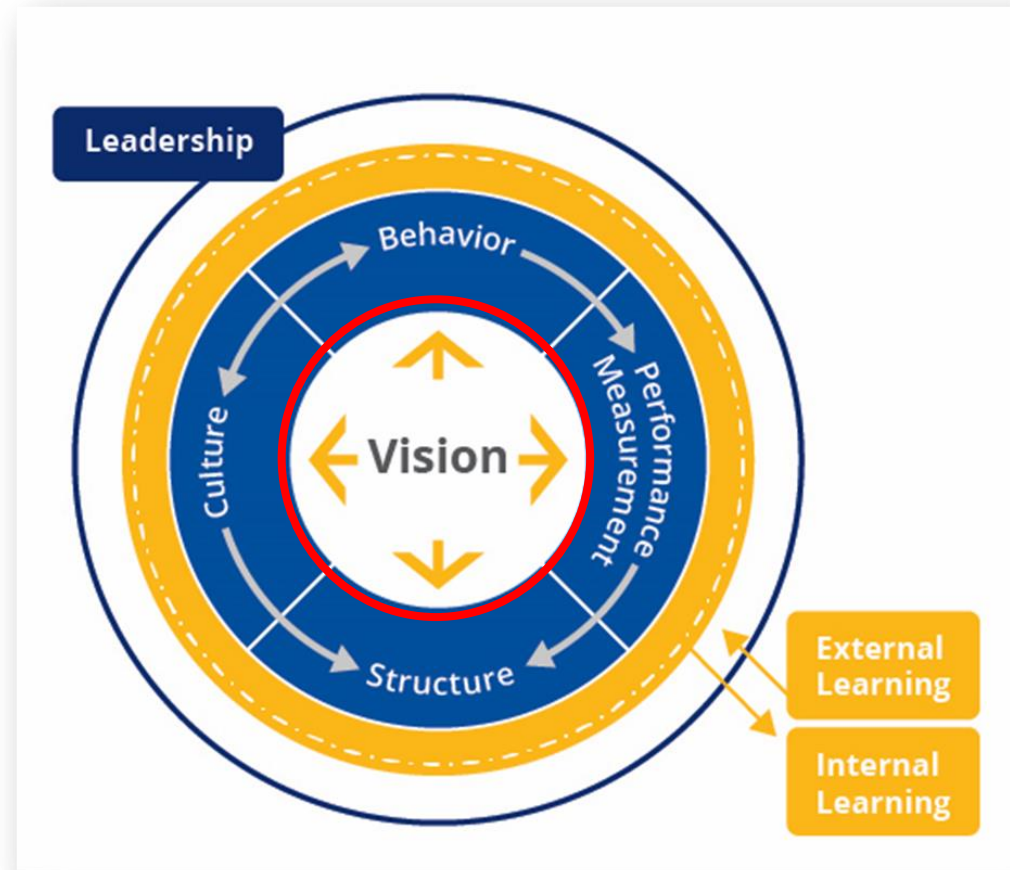 Leadership
Behavior
Performance
Measurement
Culture
Vision
Structure
External
Learning
Internal
Learning